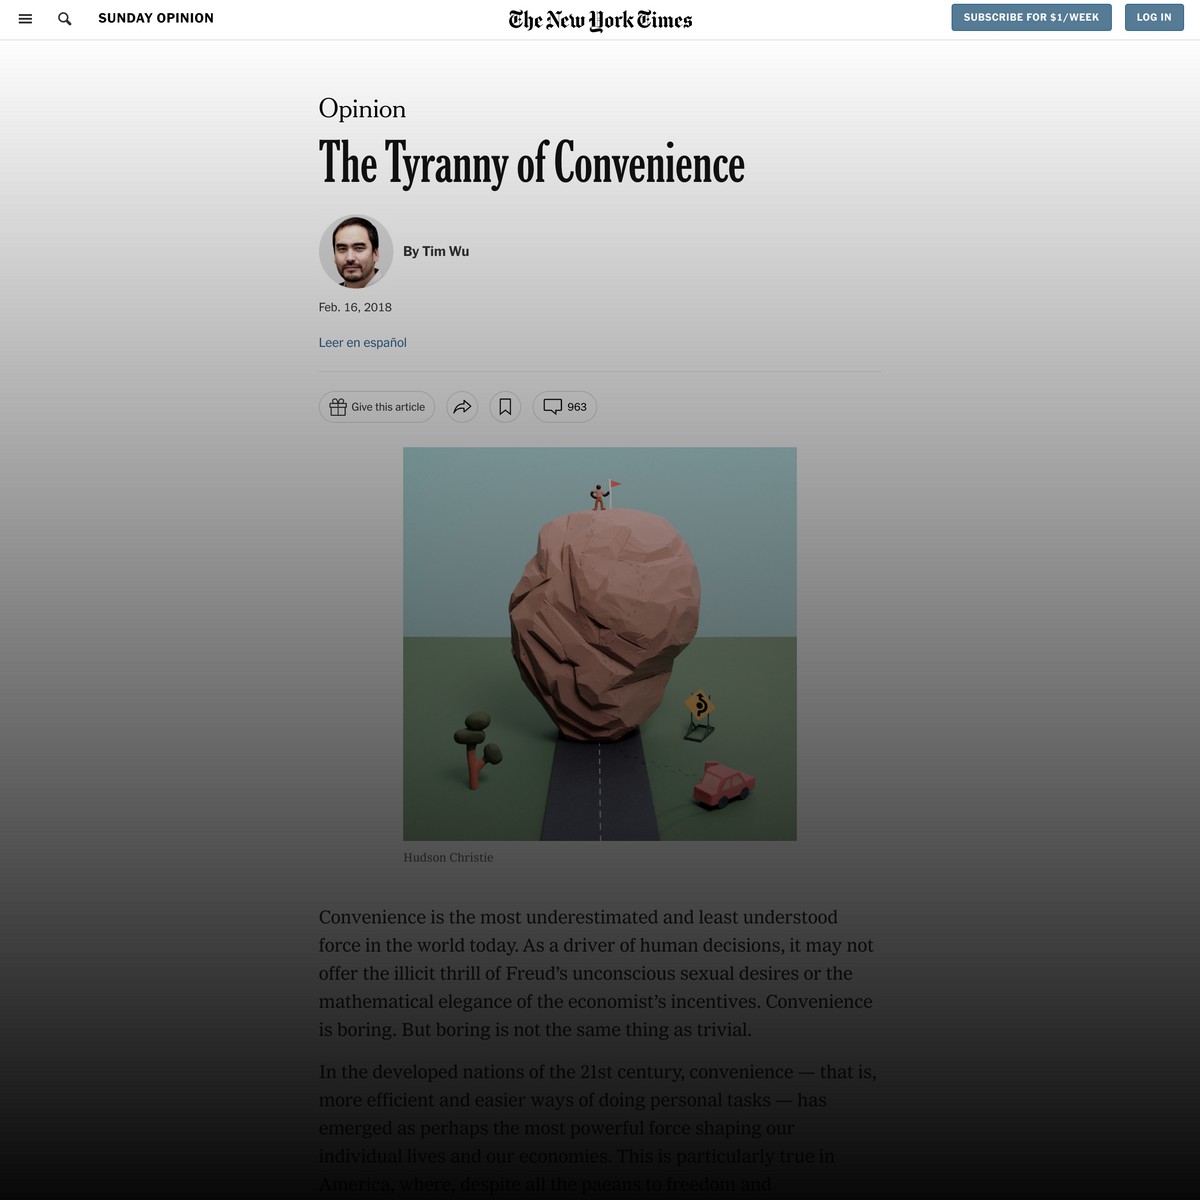 SUNDAY OPINION
The New York Times
SUBSCRIBE FOR $1/WEEK
LOG IN
Opinion
The Tyranny of Convenience
By Tim Wu
Feb. 16, 2018
Leer en español
Give this article
963
Hudson Christie
Convenience is the most underestimated and least understood
force in the world today. As a driver of human decisions, it may not
offer the illicit thrill of Freud’s unconscious sexual desires or the
mathematical elegance of the economist’s incentives. Convenience
is boring. But boring is not the same thing as trivial.
In the developed nations of the 21st century, convenience — that is,
more efficient and easier ways of doing personal tasks — has
emerged as perhaps the most powerful force shaping our
individual lives and our economies. This is particularly true in
America, where, despite all the paeans to freedom and